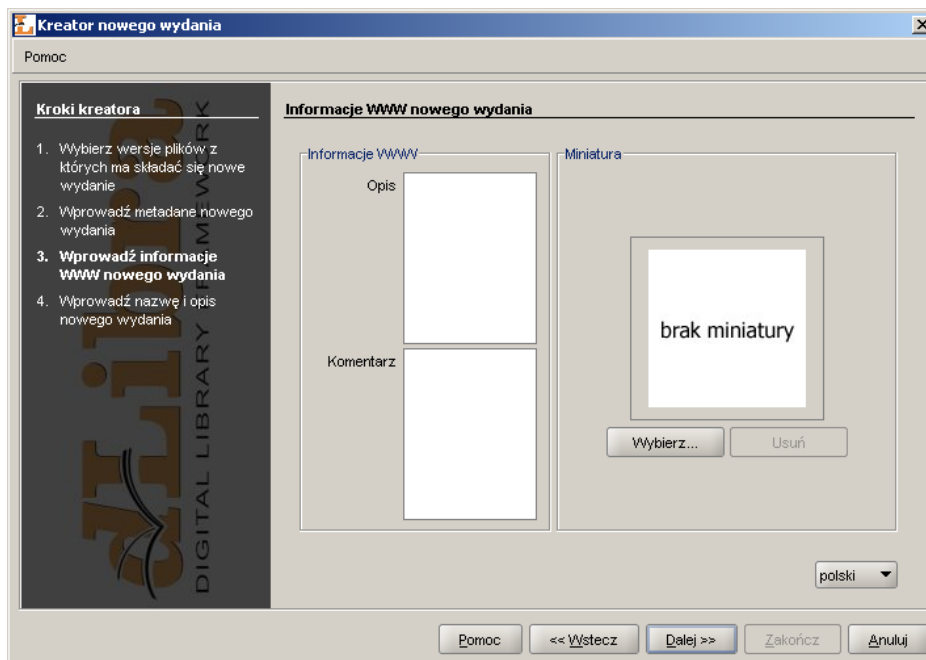 Kreator nowego wydania
Pomoc
Kroki kreatora
1. Wybierz wersje plików z
których ma składać się nowe
wydanie
2. Wprowadź metadane nowego
wydania
3. Wprowadź informacje
WWW nowego wydania
4. Wprowadź nazwę i opis
nowego wydania
dLibra
DIGITAL LIBRARY FRAMEWORK
Informacje WWW nowego wydania
Informacje WWW
Opis
Komentarz
Miniatura
brak miniatury
Wybierz...
Usuń
polski
Pomoc
<< Wstecz
Dalej >>
Zakończ
Anuluj